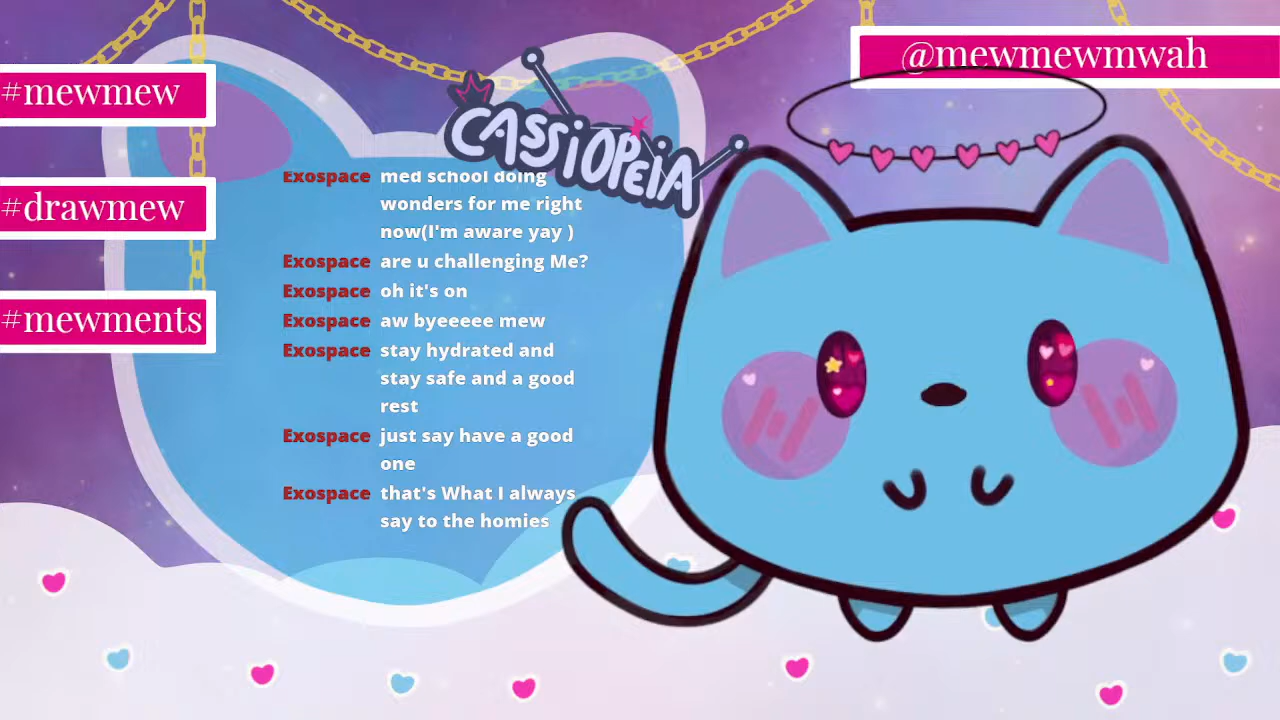 @mewmewmwah
#mewmew
#drawmew
#mewments
CASSIOPEIA
Exospace med school doing
wonders for me right
now(I'm aware yay )
Exospace are u challenging Me?
Exospace oh it's on
Exospace aw byeeeee mew
Exospace stay hydrated and
stay safe and a good
rest
Exospace just say have a good
one
Exospace that's What I always
say to the homies